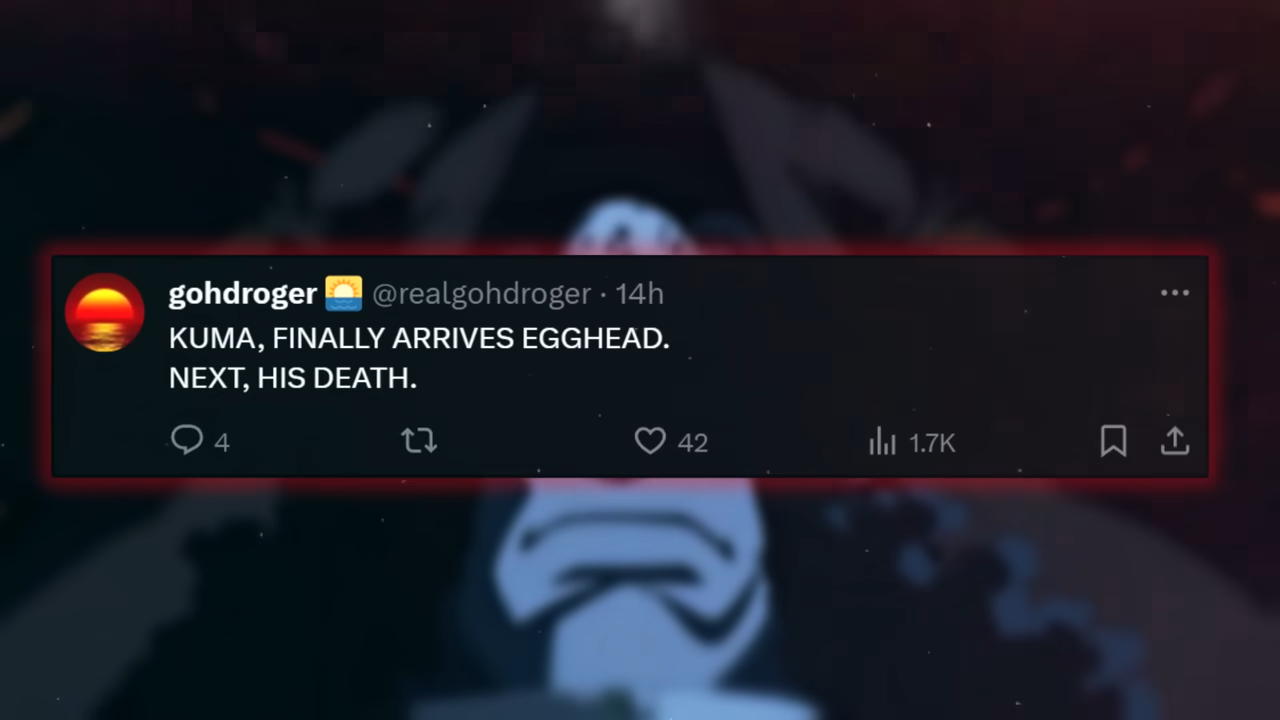 gohdroger 🌅 @realgohdroger · 14h
KUMA, FINALLY ARRIVES EGGHEAD.
NEXT, HIS DEATH.
4 42 1.7K